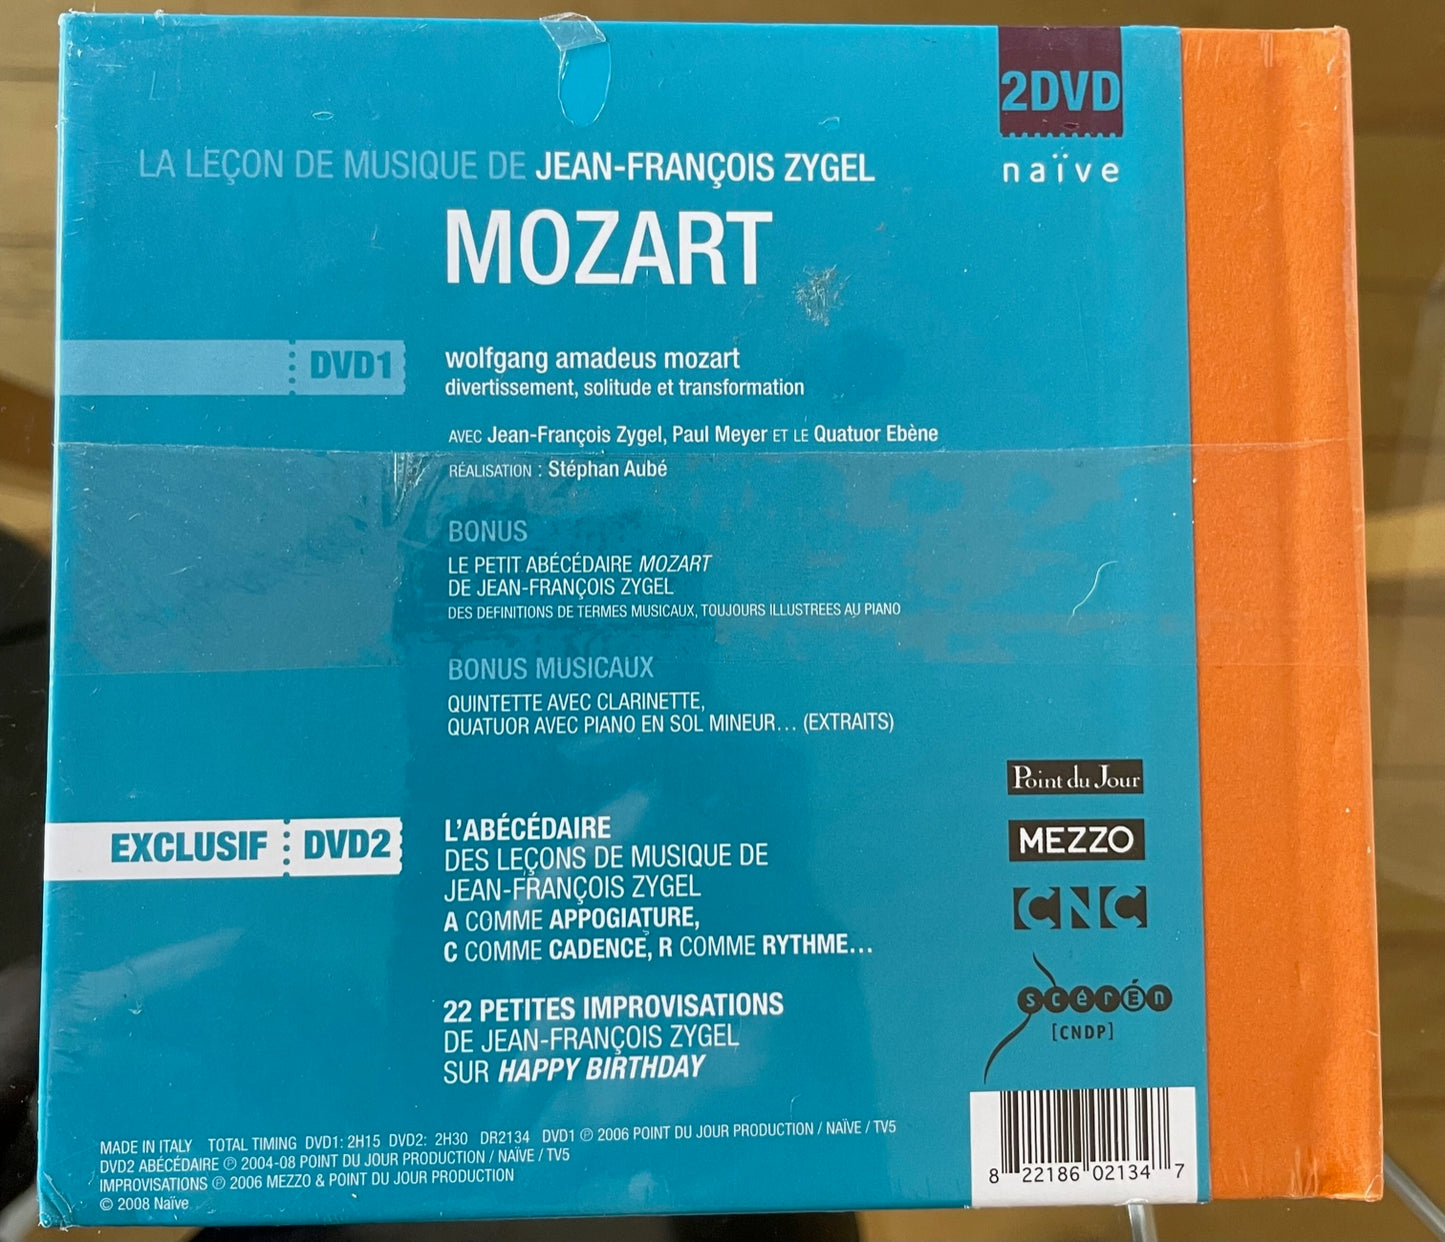 2DVD
naïve
LA LEÇON DE MUSIQUE DE JEAN-FRANÇOIS ZYGEL
MOZART
DVD1
wolfgang amadeus mozart
divertissement, solitude et transformation
AVEC Jean-François Zygel, Paul Meyer ET LE Quatuor Ebène
RÉALISATION : Stéphan Aubé
BONUS
LE PETIT ABÉCÉDAIRE MOZART
DE JEAN-FRANÇOIS ZYGEL
DES DEFINITIONS DE TERMES MUSICAUX, TOUJOURS ILLUSTREES AU PIANO
BONUS MUSICAUX
QUINTETTE AVEC CLARINETTE,
QUATUOR AVEC PIANO EN SOL MINEUR... (EXTRAITS)
EXCLUSIF DVD2
L'ABÉCÉDAIRE
DES LEÇONS DE MUSIQUE DE
JEAN-FRANÇOIS ZYGEL
A COMME APPOGIATURE,
C COMME CADENCE, R COMME RYTHME...
22 PETITES IMPROVISATIONS
DE JEAN-FRANÇOIS ZYGEL
SUR HAPPY BIRTHDAY
Point du Jour
MEZZO
CNC
scérÉn
[CNDP]
MADE IN ITALY TOTAL TIMING DVD1: 2H15 DVD2: 2H30 DR2134 DVD1 ℗ 2006 POINT DU JOUR PRODUCTION / NAÏVE / TV5
DVD2 ABÉCÉDAIRE ℗ 2004-08 POINT DU JOUR PRODUCTION / NAÏVE / TV5
IMPROVISATIONS ℗ 2006 MEZZO & POINT DU JOUR PRODUCTION
© 2008 Naïve
8 22186 02134 7